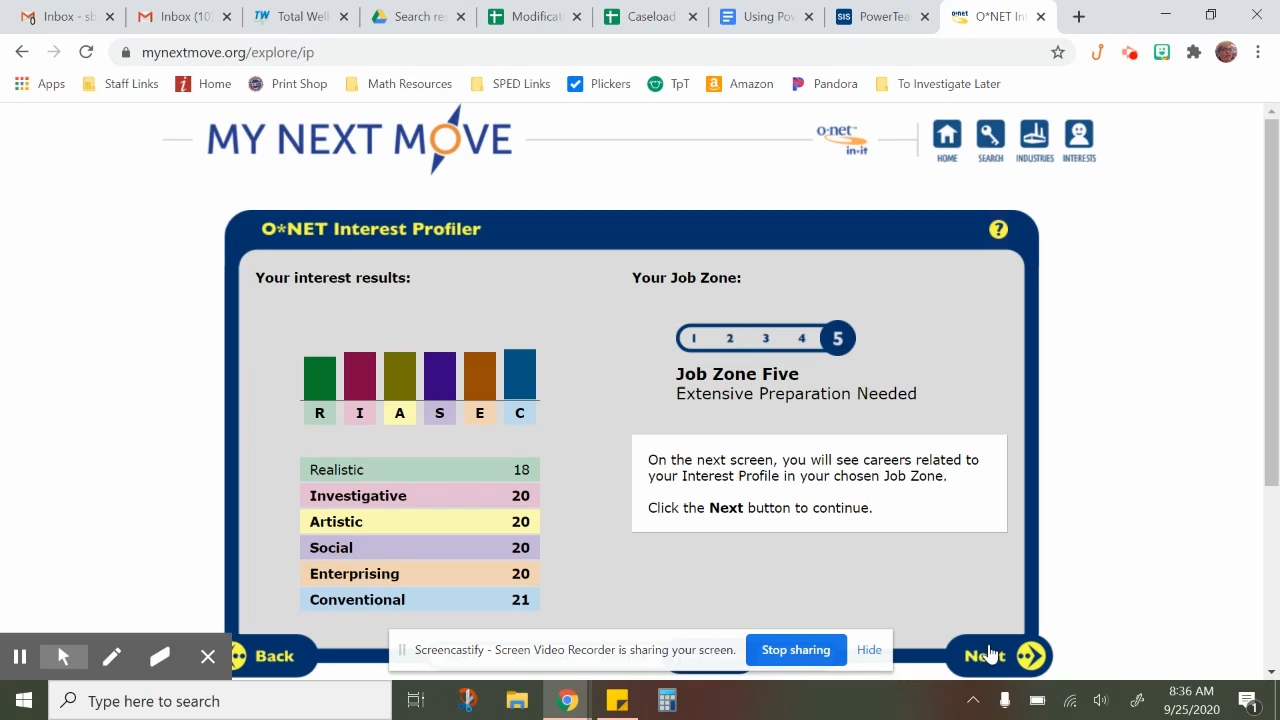 Inbox - sb
Inbox (10)
Total Well
Search re
Modificat
Caseload
Using Po
PowerTea
O*NET In
mynextmove.org/explore/ip
Apps
Staff Links
Home
Print Shop
Math Resources
SPED Links
Plickers
TpT
Amazon
Pandora
To Investigate Later
MY NEXT MOVE
o·net
in-it
HOME
SEARCH
INDUSTRIES
INTERESTS
O*NET Interest Profiler
?
Your interest results:
R I A S E C
Realistic 18
Investigative 20
Artistic 20
Social 20
Enterprising 20
Conventional 21
Your Job Zone:
1 2 3 4 5
Job Zone Five
Extensive Preparation Needed
On the next screen, you will see careers related to
your Interest Profile in your chosen Job Zone.
Click the Next button to continue.
Back
Screencastify - Screen Video Recorder is sharing your screen.
Stop sharing
Hide
Next
Type here to search
8:36 AM
9/25/2020
1